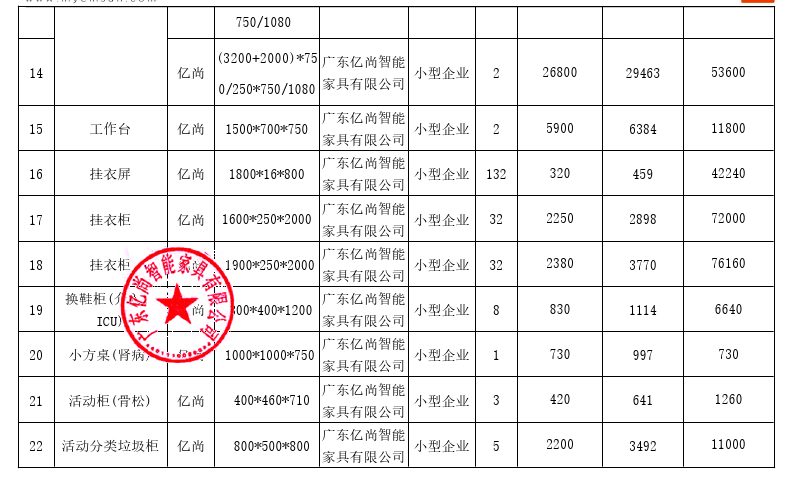 750/1080
14 亿尚 (3200+2000)*750/250*750/1080 广东亿尚智能家具有限公司 小型企业 2 26800 29463 53600
15 工作台 亿尚 1500*700*750 广东亿尚智能家具有限公司 小型企业 2 5900 6384 11800
16 挂衣屏 亿尚 1800*16*800 广东亿尚智能家具有限公司 小型企业 132 320 459 42240
17 挂衣柜 亿尚 1600*250*2000 广东亿尚智能家具有限公司 小型企业 32 2250 2898 72000
18 挂衣柜 1900*250*2000 广东亿尚智能家具有限公司 小型企业 32 2380 3770 76160
19 换鞋柜( ICU) 尚 00*400*1200 广东亿尚智能家具有限公司 小型企业 8 830 1114 6640
20 小方桌(肾病) 亿尚 1000*1000*750 广东亿尚智能家具有限公司 小型企业 1 730 997 730
21 活动柜(骨松) 亿尚 400*460*710 广东亿尚智能家具有限公司 小型企业 3 420 641 1260
22 活动分类垃圾柜 亿尚 800*500*800 广东亿尚智能家具有限公司 小型企业 5 2200 3492 11000
广东亿尚智能家具有限公司